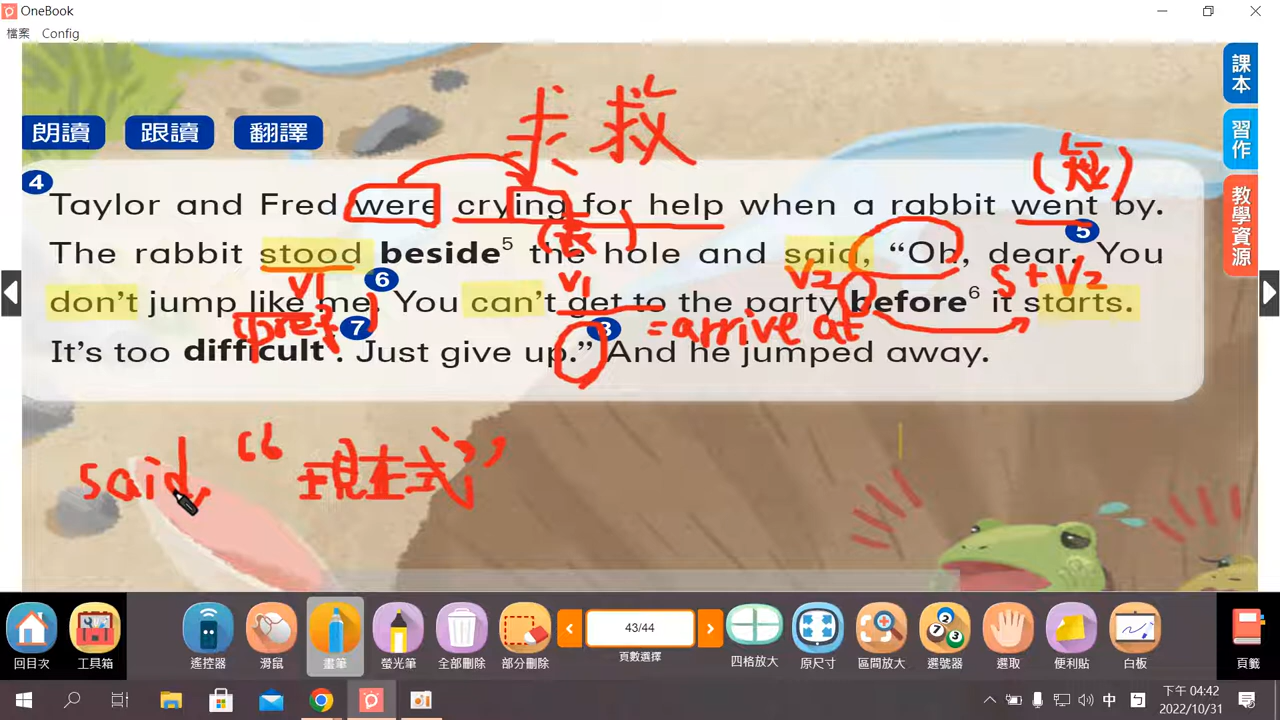 OneBook
檔案 Config
課本
習作
教學資源
朗讀 跟讀 翻譯
求救
(短)
4
Taylor and Fred were crying for help when a rabbit went by.
(長) 5
The rabbit stood beside5 the hole and said, “Oh, dear. You
V1 6 V1 V2 S+V2
don't jump like me. You can't get to the party before6 it starts.
(pref) 7 8 =arrive at
It's too difficult7. Just give up.” And he jumped away.
said, “現在式,”
回目次 工具箱 遙控器 滑鼠 畫筆 螢光筆 全部刪除 部分刪除 43/44 頁數選擇 四格放大 原尺寸 區間放大 選號器 選取 便利貼 白板 頁籤
中 下午 04:42
2022/10/31